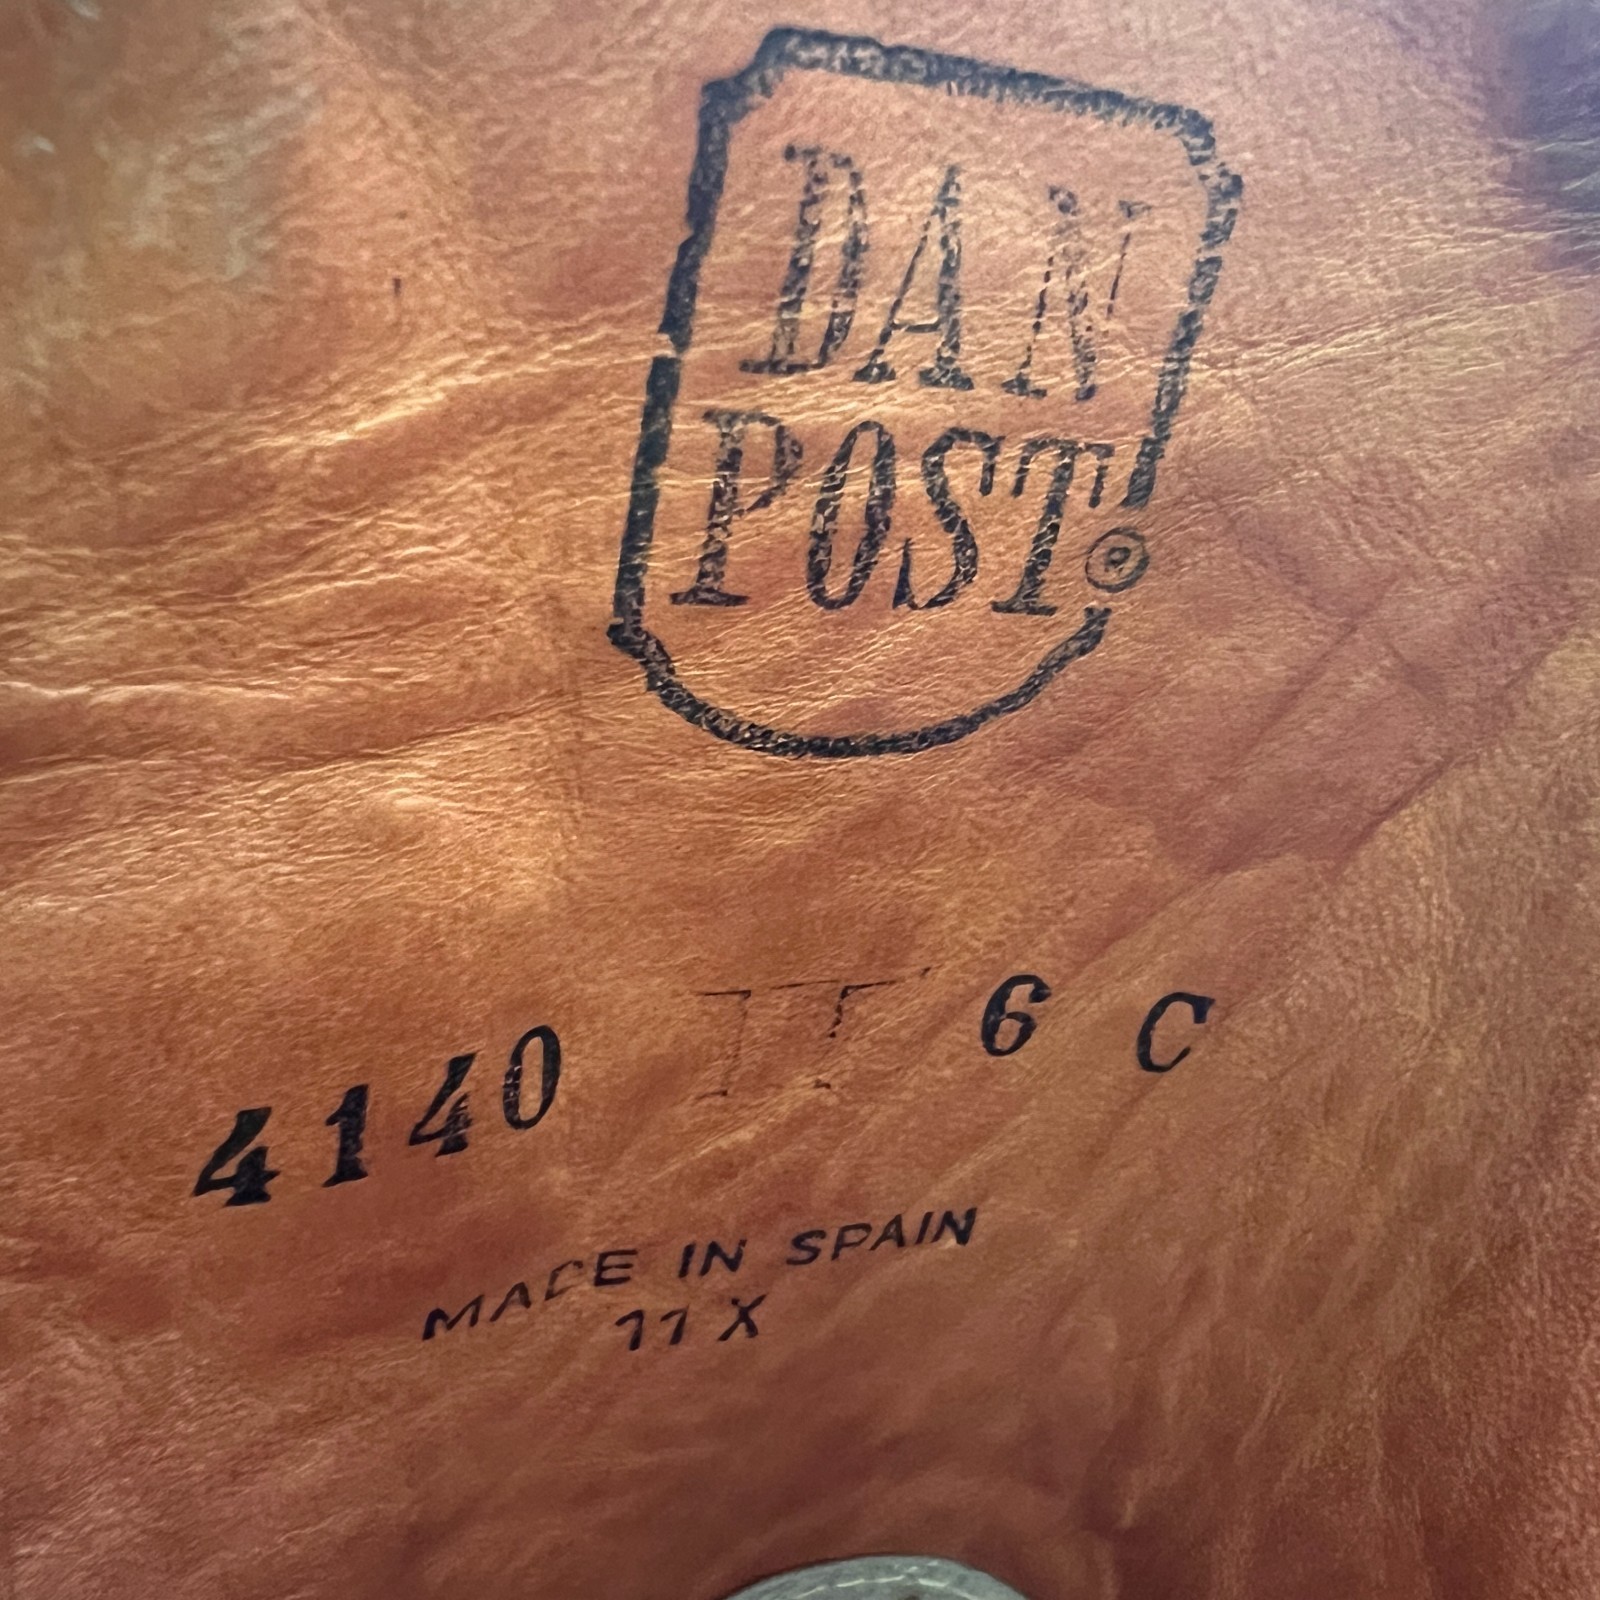 DAN
POST®
4140 6 C
MADE IN SPAIN
11 X